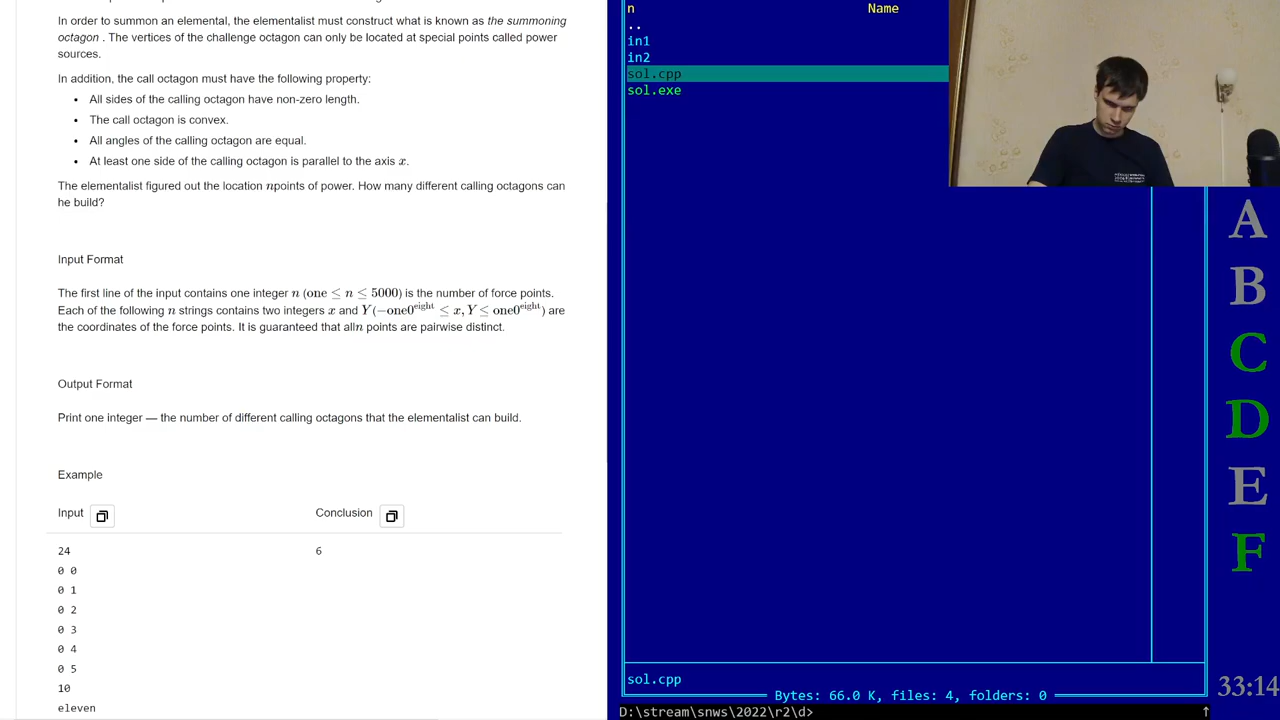 In order to summon an elemental, the elementalist must construct what is known as the summoning
octagon . The vertices of the challenge octagon can only be located at special points called power
sources.
In addition, the call octagon must have the following property:
• All sides of the calling octagon have non-zero length.
• The call octagon is convex.
• All angles of the calling octagon are equal.
• At least one side of the calling octagon is parallel to the axis x.
The elementalist figured out the location npoints of power. How many different calling octagons can
he build?
Input Format
The first line of the input contains one integer n (one ≤ n ≤ 5000) is the number of force points.
Each of the following n strings contains two integers x and Y (−one0^eight ≤ x, Y ≤ one0^eight) are
the coordinates of the force points. It is guaranteed that alln points are pairwise distinct.
Output Format
Print one integer — the number of different calling octagons that the elementalist can build.
Example
Input
Conclusion
24
6
0 0
0 1
0 2
0 3
0 4
0 5
10
eleven
n Name
..
in1
in2
sol.cpp
sol.exe
sol.cpp
Bytes: 66.0 K, files: 4, folders: 0
D:\stream\snws\2022\r2\d>
↑
A
B
C
D
E
F
33:14